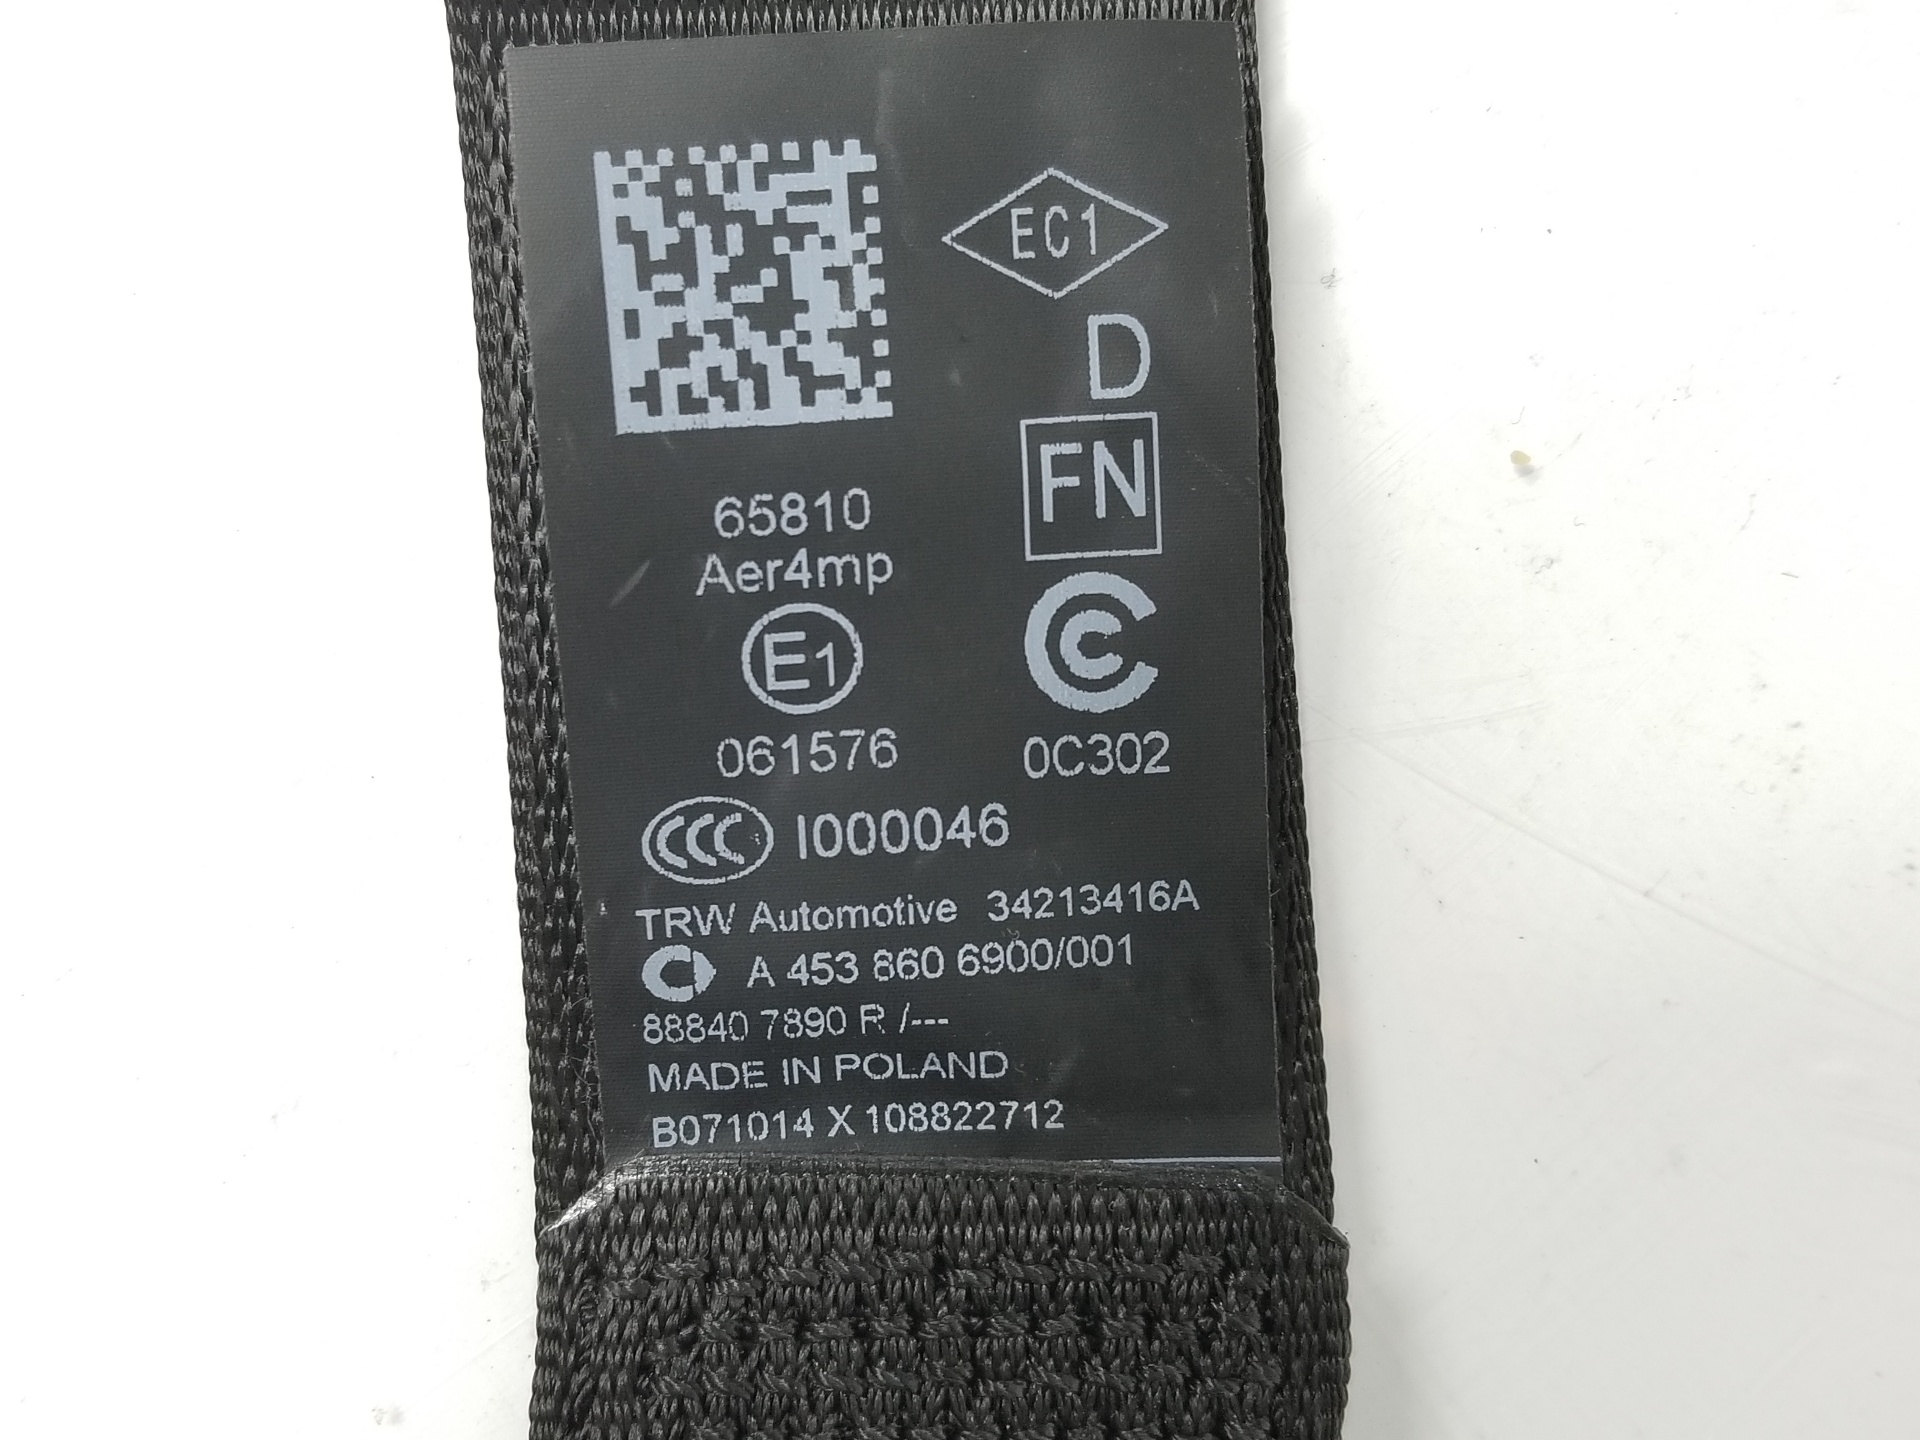 EC1
D
FN
65810
Aer4mp
E1
061576
0C302
CCC I000046
TRW Automotive 34213416A
A 453 860 6900/001
88840 7890 R /---
MADE IN POLAND
B071014 X 108822712